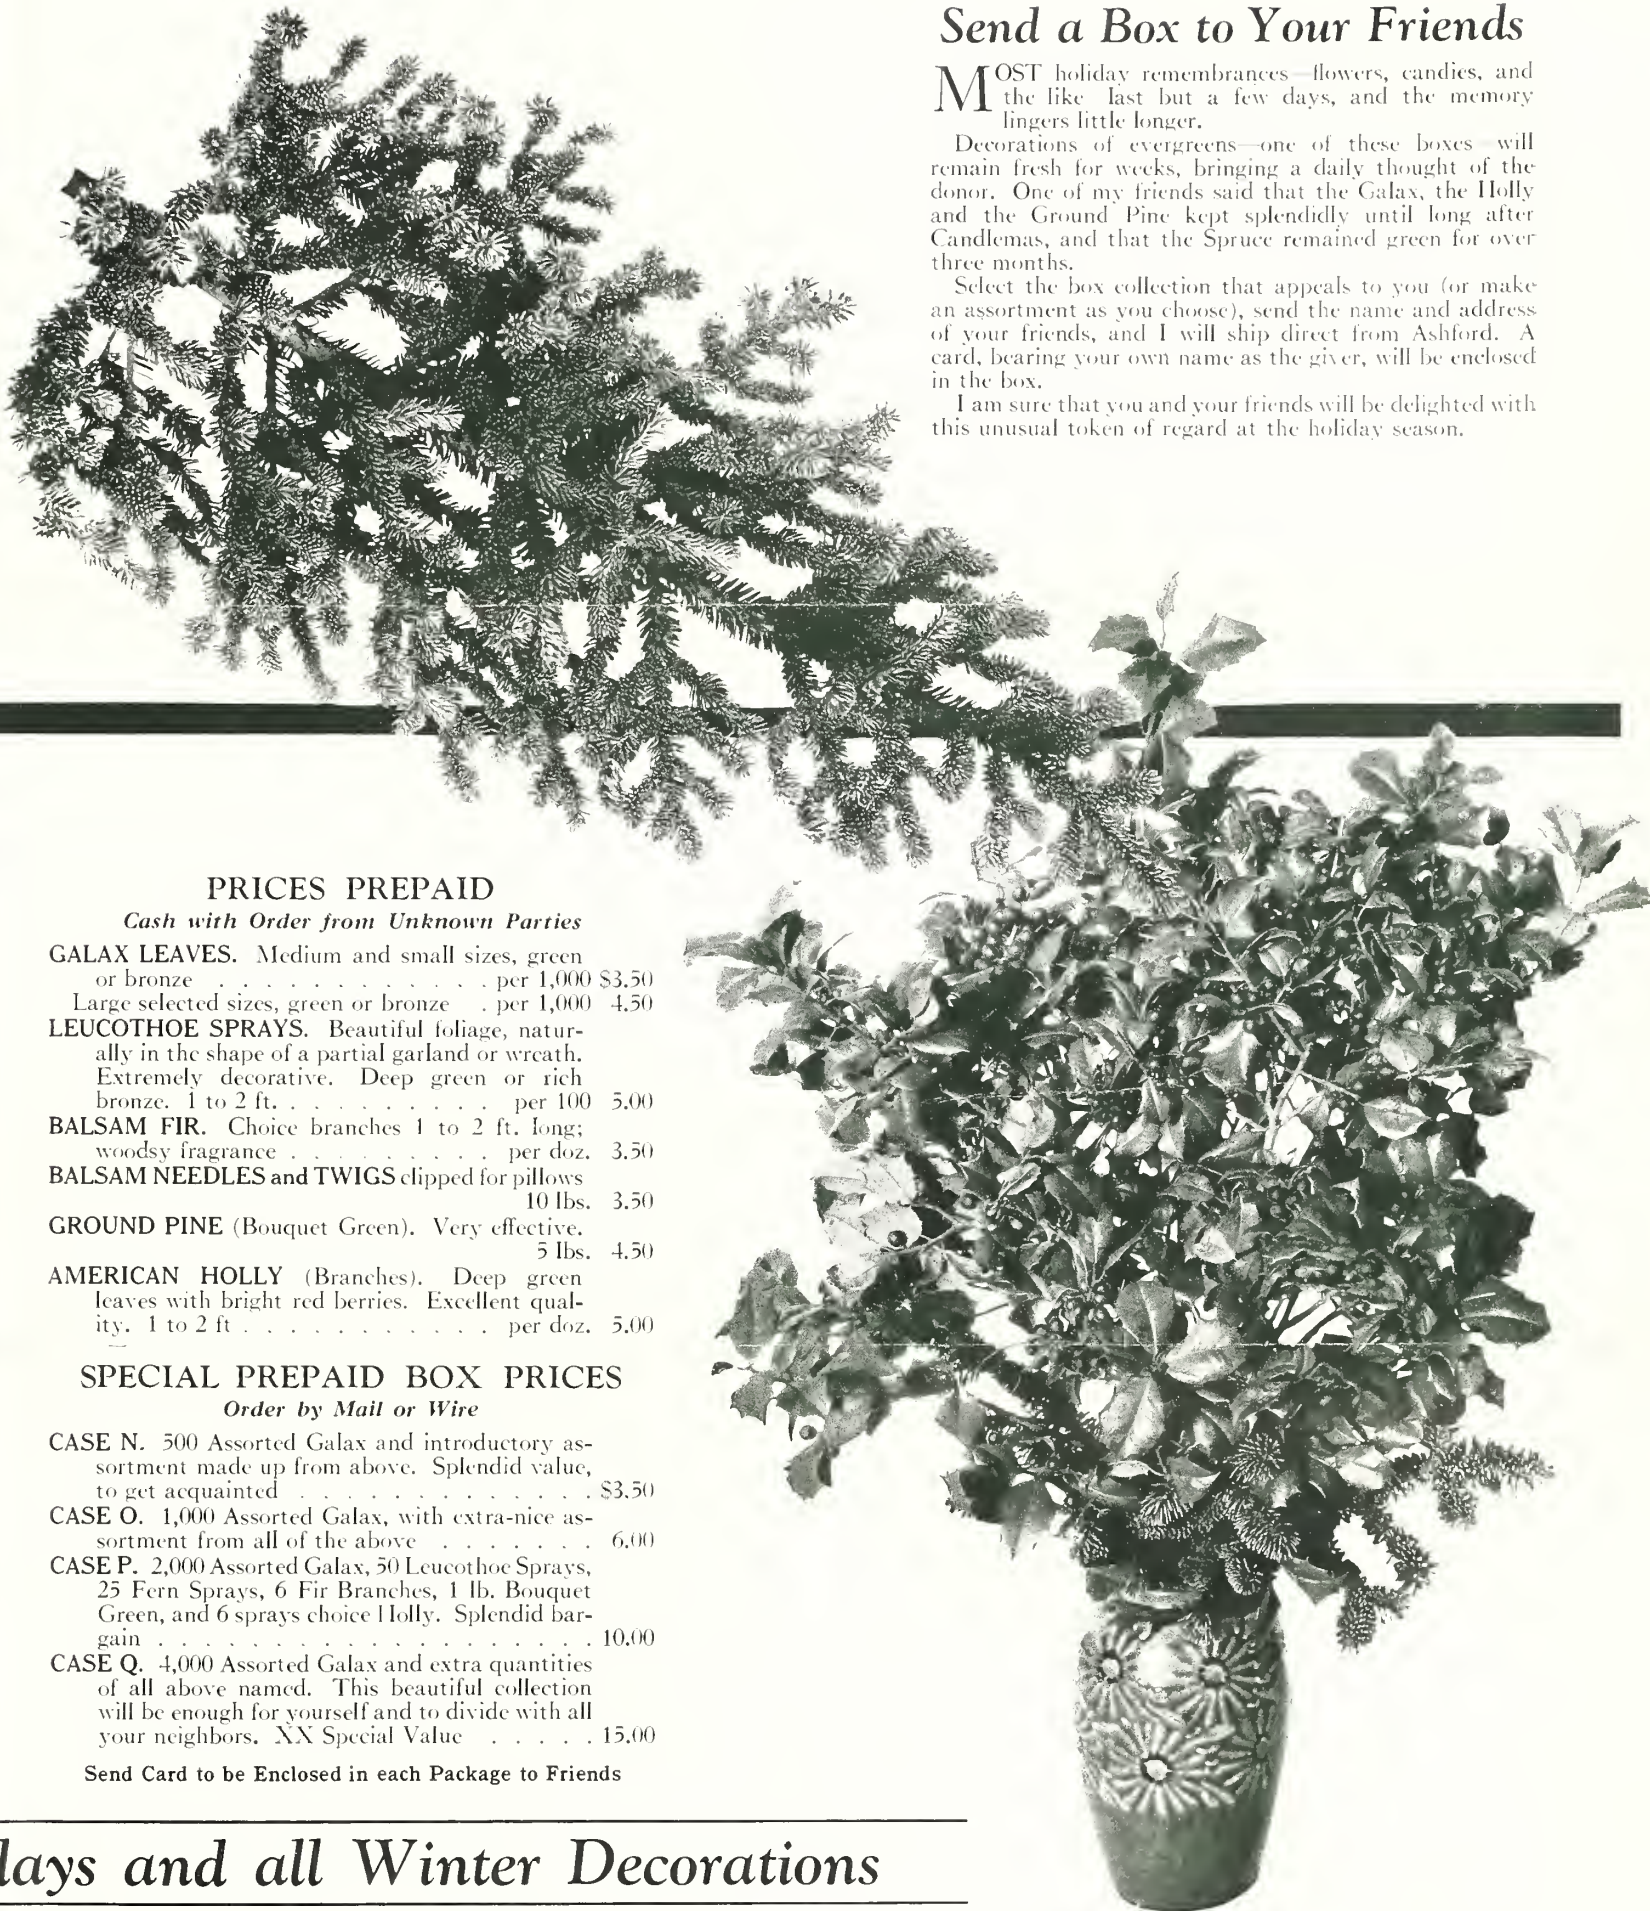 Send a Box to Your Friends
MOST holiday remembrances—flowers, candies, and
the like—last but a few days, and the memory
lingers little longer.
Decorations of evergreens—one of these boxes—will
remain fresh for weeks, bringing a daily thought of the
donor. One of my friends said that the Galax, the Holly
and the Ground Pine kept splendidly until long after
Candlemas, and that the Spruce remained green for over
three months.
Select the box collection that appeals to you (or make
an assortment as you choose), send the name and address
of your friends, and I will ship direct from Ashford. A
card, bearing your own name as the giver, will be enclosed
in the box.
I am sure that you and your friends will be delighted with
this unusual token of regard at the holiday season.
PRICES PREPAID
Cash with Order from Unknown Parties
GALAX LEAVES. Medium and small sizes, green
or bronze . . . . . . . . . . . . per 1,000 $3.50
Large selected sizes, green or bronze . per 1,000 4.50
LEUCOTHOE SPRAYS. Beautiful foliage, natur-
ally in the shape of a partial garland or wreath.
Extremely decorative. Deep green or rich
bronze. 1 to 2 ft. . . . . . . . . . . per 100 5.00
BALSAM FIR. Choice branches 1 to 2 ft. long;
woodsy fragrance . . . . . . . . . per doz. 3.50
BALSAM NEEDLES and TWIGS clipped for pillows
10 lbs. 3.50
GROUND PINE (Bouquet Green). Very effective.
5 lbs. 4.50
AMERICAN HOLLY (Branches). Deep green
leaves with bright red berries. Excellent qual-
ity. 1 to 2 ft . . . . . . . . . . . . per doz. 5.00
SPECIAL PREPAID BOX PRICES
Order by Mail or Wire
CASE N. 500 Assorted Galax and introductory as-
sortment made up from above. Splendid value,
to get acquainted . . . . . . . . . . . . . $3.50
CASE O. 1,000 Assorted Galax, with extra-nice as-
sortment from all of the above . . . . . . . 6.00
CASE P. 2,000 Assorted Galax, 50 Leucothoe Sprays,
25 Fern Sprays, 6 Fir Branches, 1 lb. Bouquet
Green, and 6 sprays choice Holly. Splendid bar-
gain . . . . . . . . . . . . . . . . . . . 10.00
CASE Q. 4,000 Assorted Galax and extra quantities
of all above named. This beautiful collection
will be enough for yourself and to divide with all
your neighbors. XX Special Value . . . . . 15.00
Send Card to be Enclosed in each Package to Friends
lays and all Winter Decorations